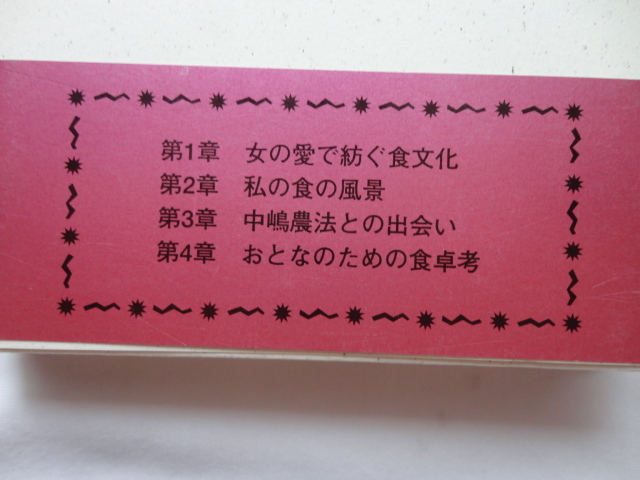 第1章　女の愛で紡ぐ食文化
第2章　私の食の風景
第3章　中嶋農法との出会い
第4章　おとなのための食卓考